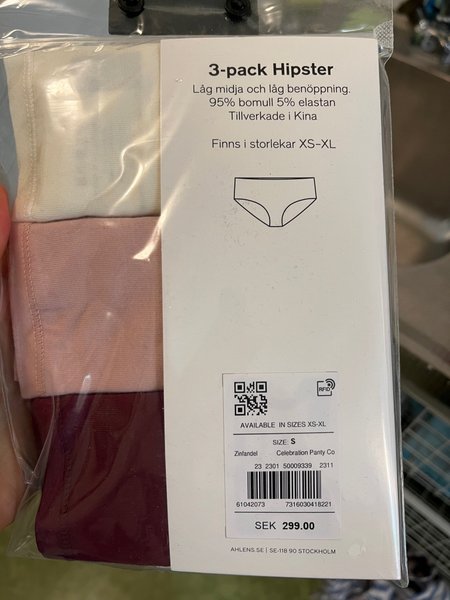 3-pack Hipster
Låg midja och låg benöppning.
95% bomull 5% elastan
Tillverkade i Kina
Finns i storlekar XS–XL
RFID
AVAILABLE IN SIZES XS-XL
SIZE: S
Zinfandel Celebration Panty Co
23 2301 50009339 2311
61042073 7316030418221
SEK 299.00
AHLENS.SE | SE-118 90 STOCKHOLM